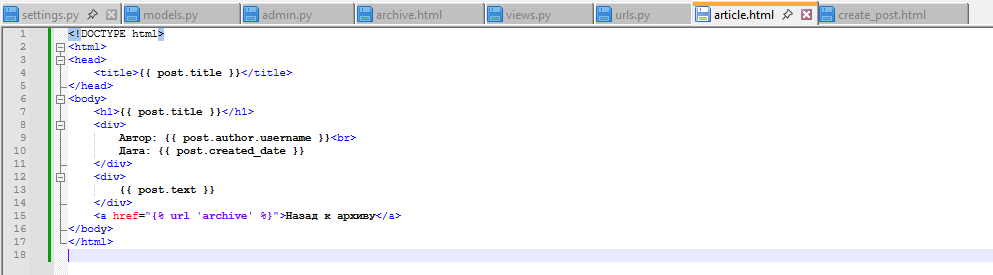 settings.py models.py admin.py archive.html views.py urls.py article.html create_post.html
1 <!DOCTYPE html>
2 <html>
3 <head>
4 <title>{{ post.title }}</title>
5 </head>
6 <body>
7 <h1>{{ post.title }}</h1>
8 <div>
9 Автор: {{ post.author.username }}<br>
10 Дата: {{ post.created_date }}
11 </div>
12 <div>
13 {{ post.text }}
14 </div>
15 <a href="{% url 'archive' %}">Назад к архиву</a>
16 </body>
17 </html>
18